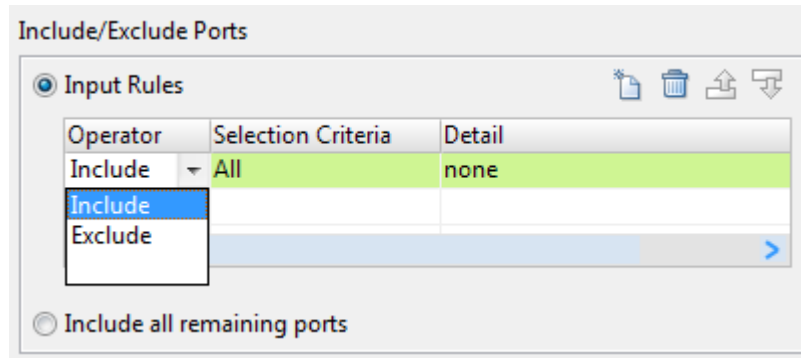 Include/Exclude Ports
Input Rules
Operator Selection Criteria Detail
Include All none
Include
Exclude
Include all remaining ports